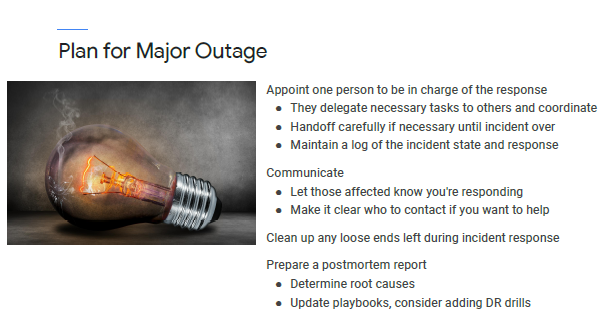 Plan for Major Outage
Appoint one person to be in charge of the response
● They delegate necessary tasks to others and coordinate
● Handoff carefully if necessary until incident over
● Maintain a log of the incident state and response
Communicate
● Let those affected know you're responding
● Make it clear who to contact if you want to help
Clean up any loose ends left during incident response
Prepare a postmortem report
● Determine root causes
● Update playbooks, consider adding DR drills